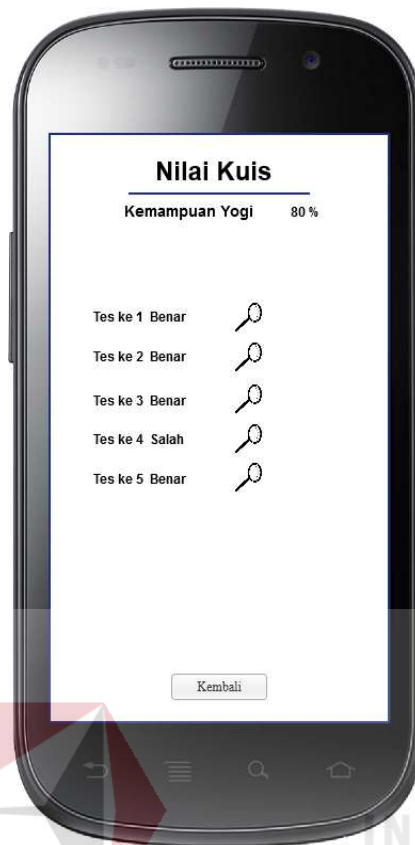 Nilai Kuis
Kemampuan Yogi 80 %
Tes ke 1 Benar
Tes ke 2 Benar
Tes ke 3 Benar
Tes ke 4 Salah
Tes ke 5 Benar
Kembali
IN